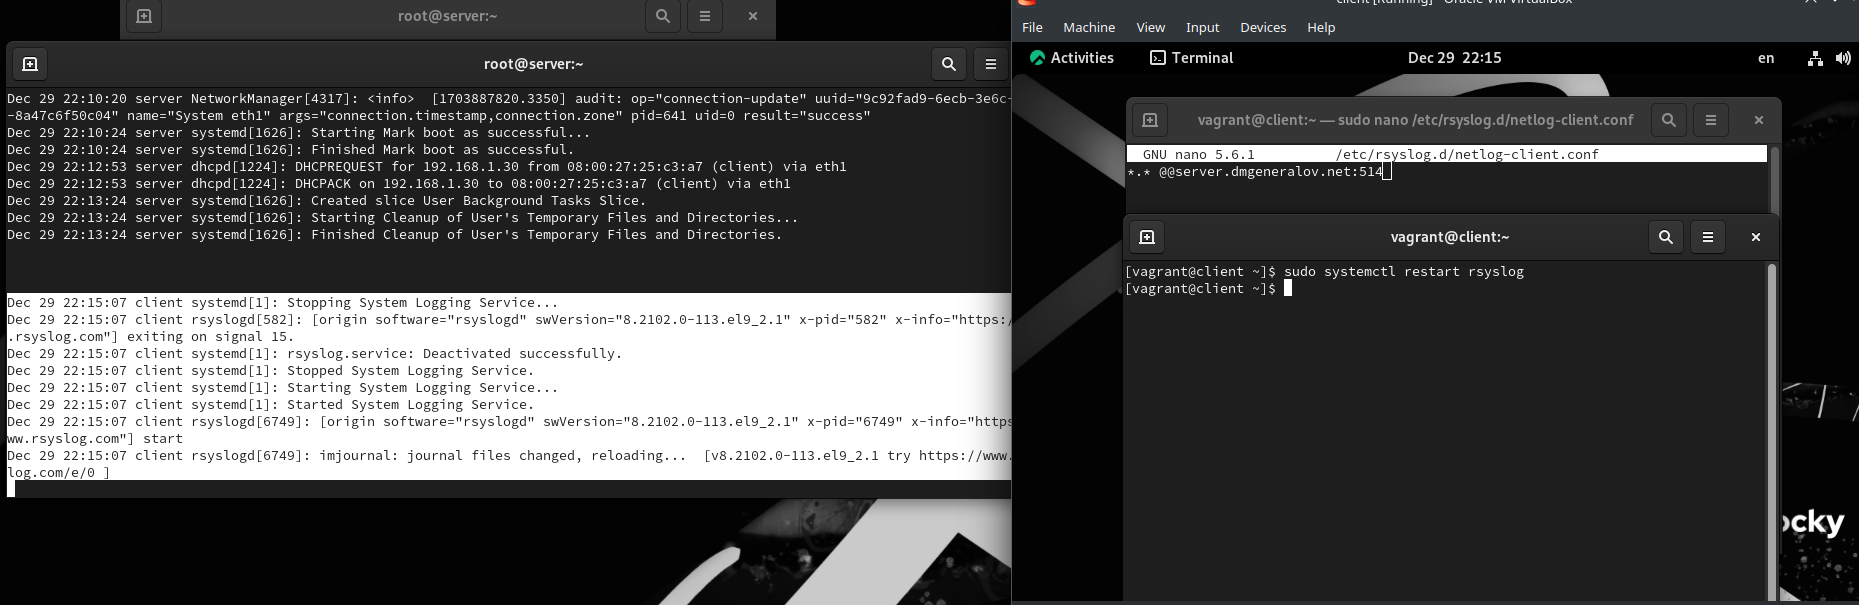 root@server:~
root@server:~
Dec 29 22:10:20 server NetworkManager[4317]: <info>  [1703887820.3350] audit: op="connection-update" uuid="9c92fad9-6ecb-3e6c-
-8a47c6f50c04" name="System eth1" args="connection.timestamp,connection.zone" pid=641 uid=0 result="success"
Dec 29 22:10:24 server systemd[1626]: Starting Mark boot as successful...
Dec 29 22:10:24 server systemd[1626]: Finished Mark boot as successful.
Dec 29 22:12:53 server dhcpd[1224]: DHCPREQUEST for 192.168.1.30 from 08:00:27:25:c3:a7 (client) via eth1
Dec 29 22:12:53 server dhcpd[1224]: DHCPACK on 192.168.1.30 to 08:00:27:25:c3:a7 (client) via eth1
Dec 29 22:13:24 server systemd[1626]: Created slice User Background Tasks Slice.
Dec 29 22:13:24 server systemd[1626]: Starting Cleanup of User's Temporary Files and Directories...
Dec 29 22:13:24 server systemd[1626]: Finished Cleanup of User's Temporary Files and Directories.
Dec 29 22:15:07 client systemd[1]: Stopping System Logging Service...
Dec 29 22:15:07 client rsyslogd[582]: [origin software="rsyslogd" swVersion="8.2102.0-113.el9_2.1" x-pid="582" x-info="https:/
.rsyslog.com"] exiting on signal 15.
Dec 29 22:15:07 client systemd[1]: rsyslog.service: Deactivated successfully.
Dec 29 22:15:07 client systemd[1]: Stopped System Logging Service.
Dec 29 22:15:07 client systemd[1]: Starting System Logging Service...
Dec 29 22:15:07 client systemd[1]: Started System Logging Service.
Dec 29 22:15:07 client rsyslogd[6749]: [origin software="rsyslogd" swVersion="8.2102.0-113.el9_2.1" x-pid="6749" x-info="https
ww.rsyslog.com"] start
Dec 29 22:15:07 client rsyslogd[6749]: imjournal: journal files changed, reloading...  [v8.2102.0-113.el9_2.1 try https://www.
log.com/e/0 ]
client [Running] - Oracle VM VirtualBox
File Machine View Input Devices Help
Activities Terminal Dec 29 22:15 en
vagrant@client:~ — sudo nano /etc/rsyslog.d/netlog-client.conf
GNU nano 5.6.1 /etc/rsyslog.d/netlog-client.conf
*.* @@server.dmgeneralov.net:514
vagrant@client:~
[vagrant@client ~]$ sudo systemctl restart rsyslog
[vagrant@client ~]$
ocky